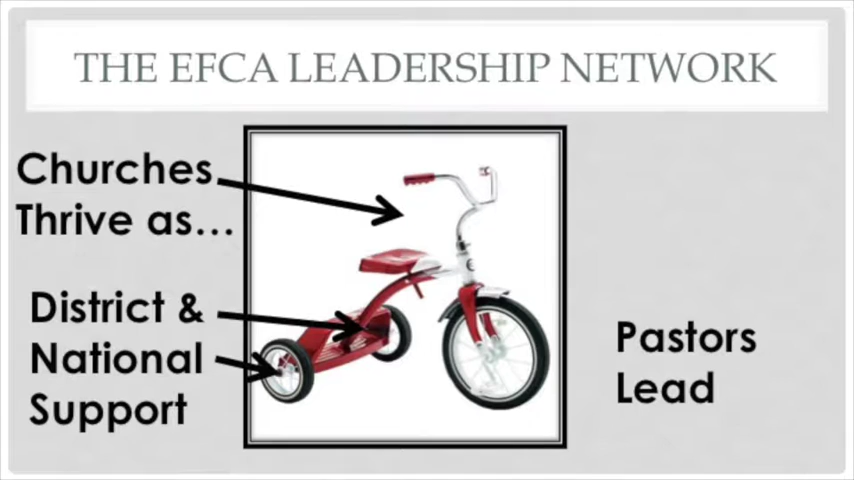 THE EFCA LEADERSHIP NETWORK
Churches
Thrive as...
District &
National
Support
Pastors
Lead